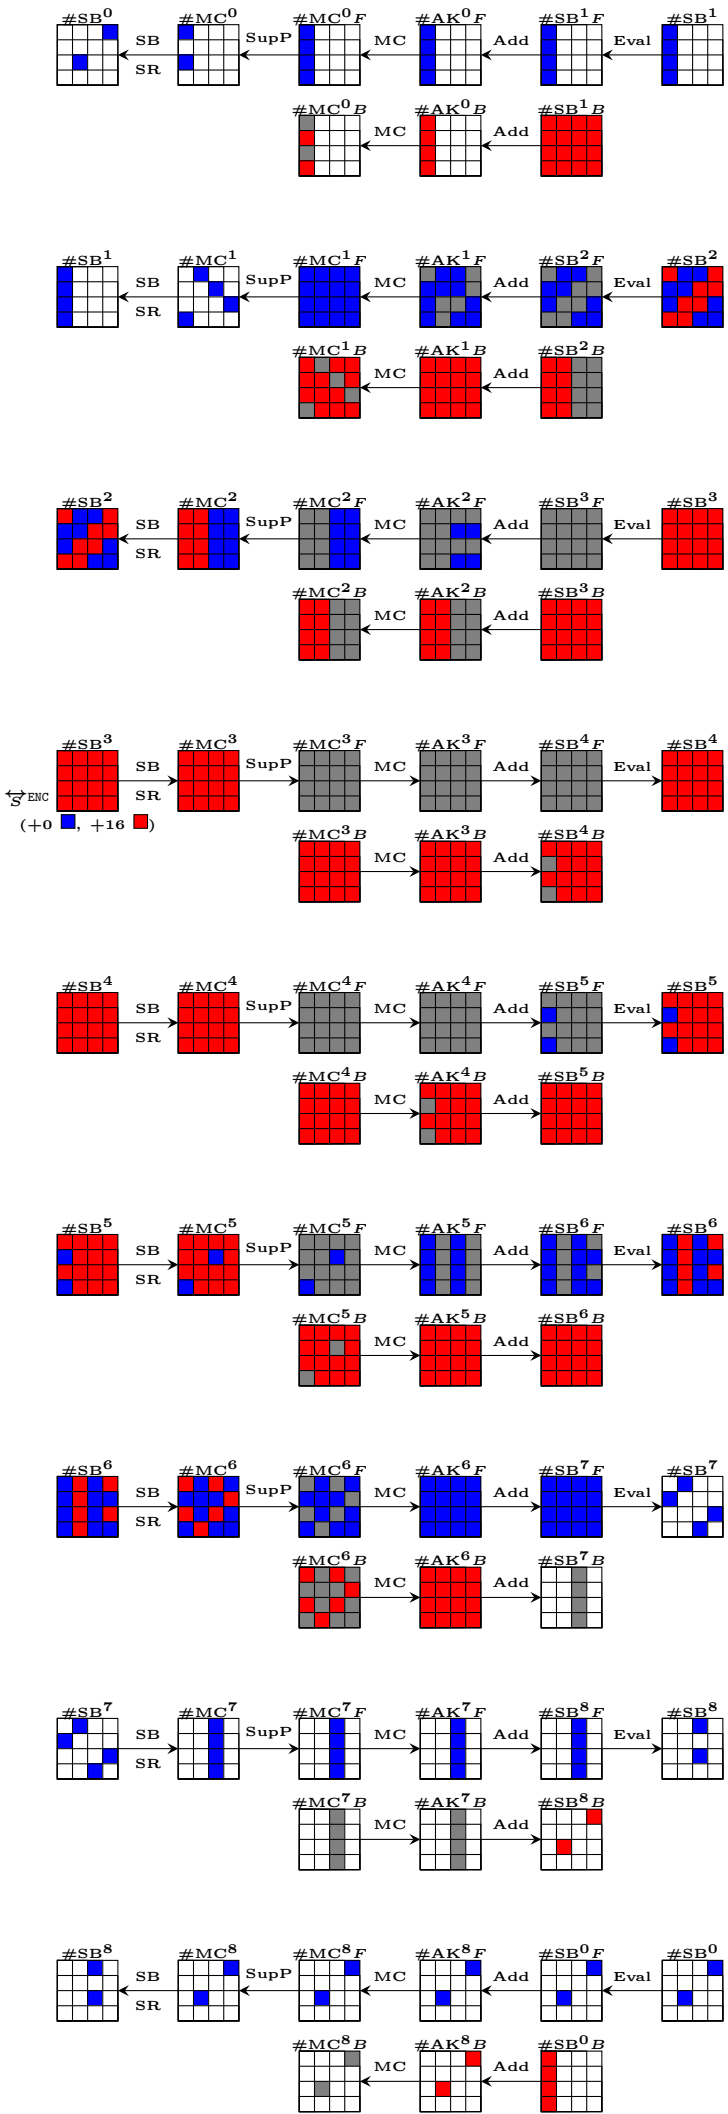 #SB⁰ #MC⁰ #MC⁰F #AK⁰F #SB¹F #SB¹
SB SupP MC Add Eval
SR
#MC⁰B #AK⁰B #SB¹B
MC Add
#SB¹ #MC¹ #MC¹F #AK¹F #SB²F #SB²
SB SupP MC Add Eval
SR
#MC¹B #AK¹B #SB²B
MC Add
#SB² #MC² #MC²F #AK²F #SB³F #SB³
SB SupP MC Add Eval
SR
#MC²B #AK²B #SB³B
MC Add
#SB³ #MC³ #MC³F #AK³F #SB⁴F #SB⁴
SB SupP MC Add Eval
SR
S ENC
(+0 , +16 )
#MC³B #AK³B #SB⁴B
MC Add
#SB⁴ #MC⁴ #MC⁴F #AK⁴F #SB⁵F #SB⁵
SB SupP MC Add Eval
SR
#MC⁴B #AK⁴B #SB⁵B
MC Add
#SB⁵ #MC⁵ #MC⁵F #AK⁵F #SB⁶F #SB⁶
SB SupP MC Add Eval
SR
#MC⁵B #AK⁵B #SB⁶B
MC Add
#SB⁶ #MC⁶ #MC⁶F #AK⁶F #SB⁷F #SB⁷
SB SupP MC Add Eval
SR
#MC⁶B #AK⁶B #SB⁷B
MC Add
#SB⁷ #MC⁷ #MC⁷F #AK⁷F #SB⁸F #SB⁸
SB SupP MC Add Eval
SR
#MC⁷B #AK⁷B #SB⁸B
MC Add
#SB⁸ #MC⁸ #MC⁸F #AK⁸F #SB⁰F #SB⁰
SB SupP MC Add Eval
SR
#MC⁸B #AK⁸B #SB⁰B
MC Add